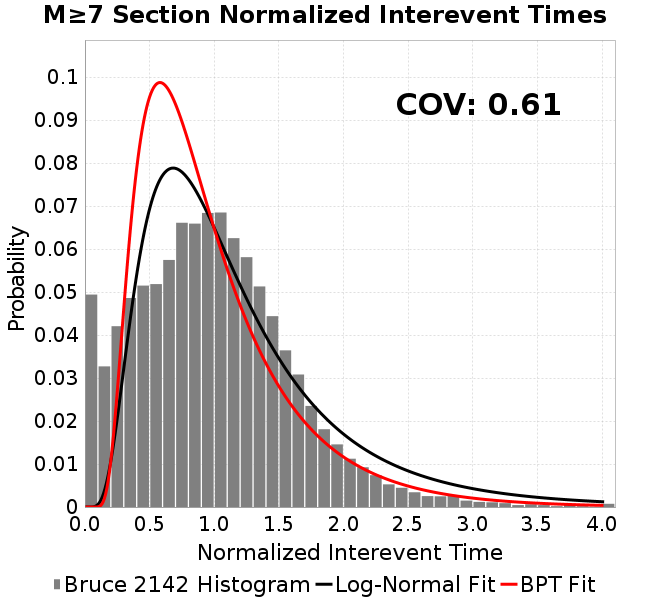 M≥7 Section Normalized Interevent Times
COV: 0.61
Probability
0.1
0.09
0.08
0.07
0.06
0.05
0.04
0.03
0.02
0.01
0
0.0 0.5 1.0 1.5 2.0 2.5 3.0 3.5 4.0
Normalized Interevent Time
Bruce 2142 Histogram Log-Normal Fit BPT Fit